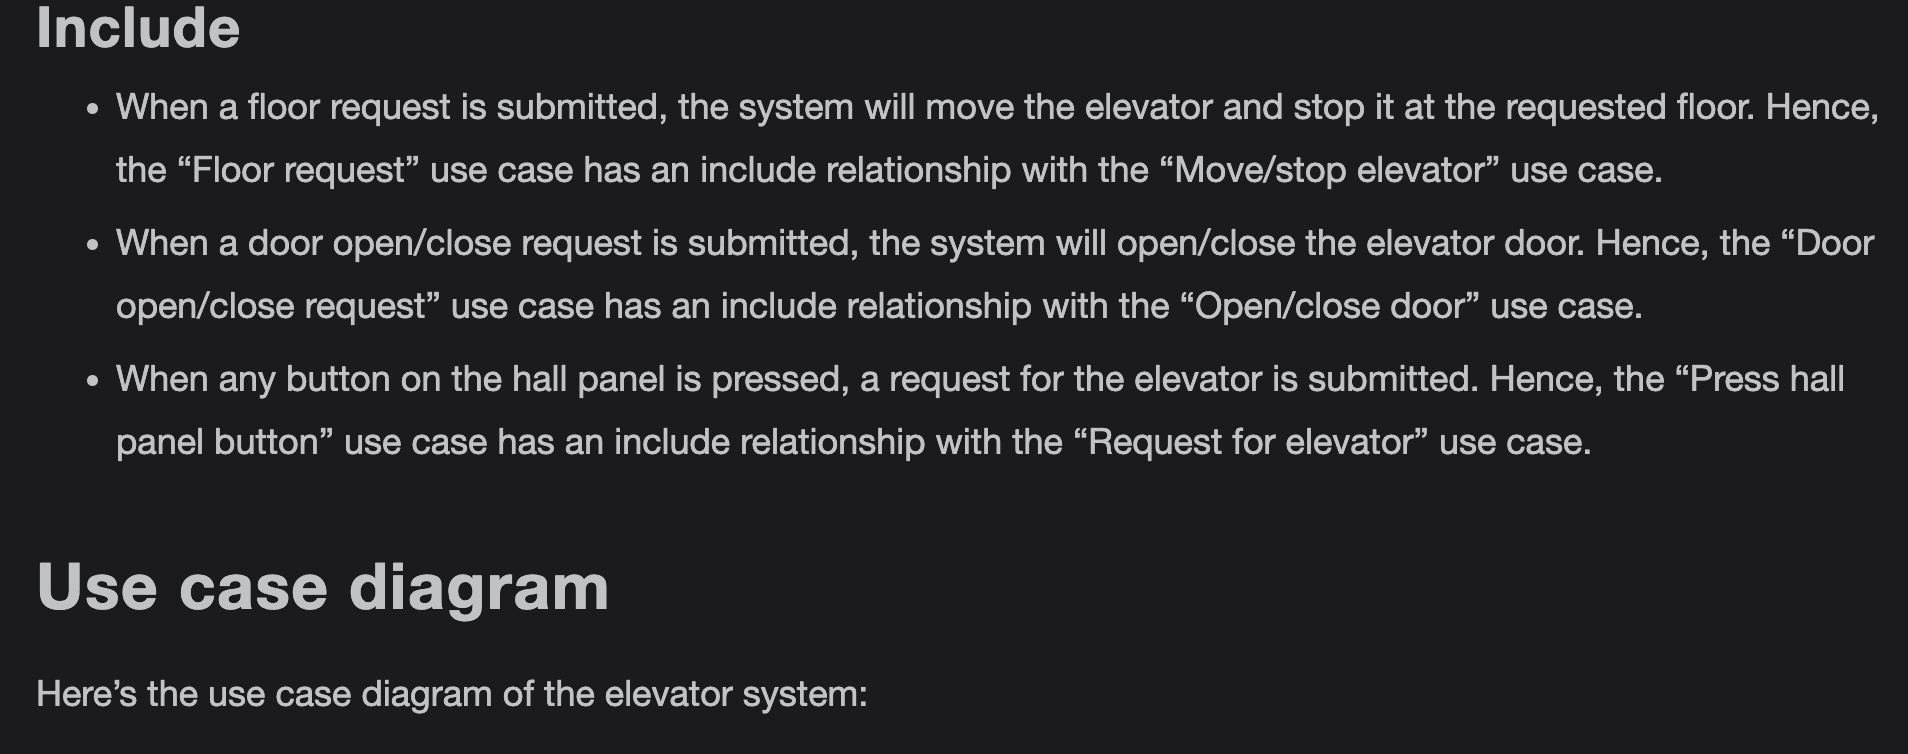 Include
• When a floor request is submitted, the system will move the elevator and stop it at the requested floor. Hence,
the “Floor request” use case has an include relationship with the “Move/stop elevator” use case.
• When a door open/close request is submitted, the system will open/close the elevator door. Hence, the “Door
open/close request” use case has an include relationship with the “Open/close door” use case.
• When any button on the hall panel is pressed, a request for the elevator is submitted. Hence, the “Press hall
panel button” use case has an include relationship with the “Request for elevator” use case.
Use case diagram
Here’s the use case diagram of the elevator system: